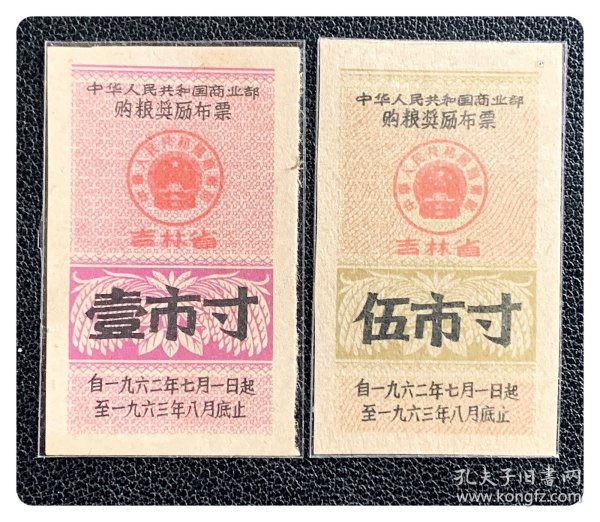 中华人民共和国商业部
购粮奖励布票
吉林省
壹市寸
自一九六二年七月一日起
至一九六三年八月底止
中华人民共和国商业部
购粮奖励布票
吉林省
伍市寸
自一九六二年七月一日起
至一九六三年八月底止
孔夫子旧书网
www.kongfz.com